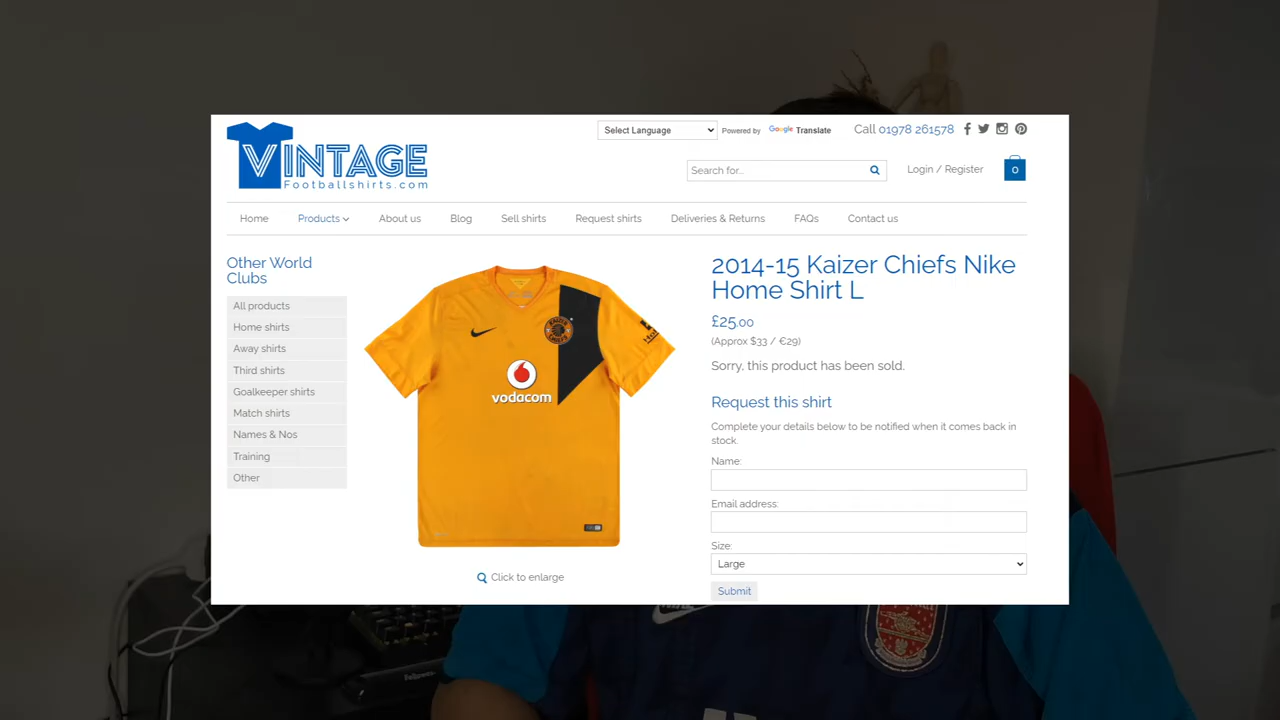 VINTAGE
Footballshirts.com
Select Language
Powered by Google Translate
Call 01978 261578
Search for...
Login / Register
0
Home
Products
About us
Blog
Sell shirts
Request shirts
Deliveries & Returns
FAQs
Contact us
Other World
Clubs
All products
Home shirts
Away shirts
Third shirts
Goalkeeper shirts
Match shirts
Names & Nos
Training
Other
KAIZER
CHIEFS
vodacom
Click to enlarge
2014-15 Kaizer Chiefs Nike
Home Shirt L
£25.00
(Approx $33 / €29)
Sorry, this product has been sold.
Request this shirt
Complete your details below to be notified when it comes back in
stock.
Name:
Email address:
Size:
Large
Submit
Fellowes